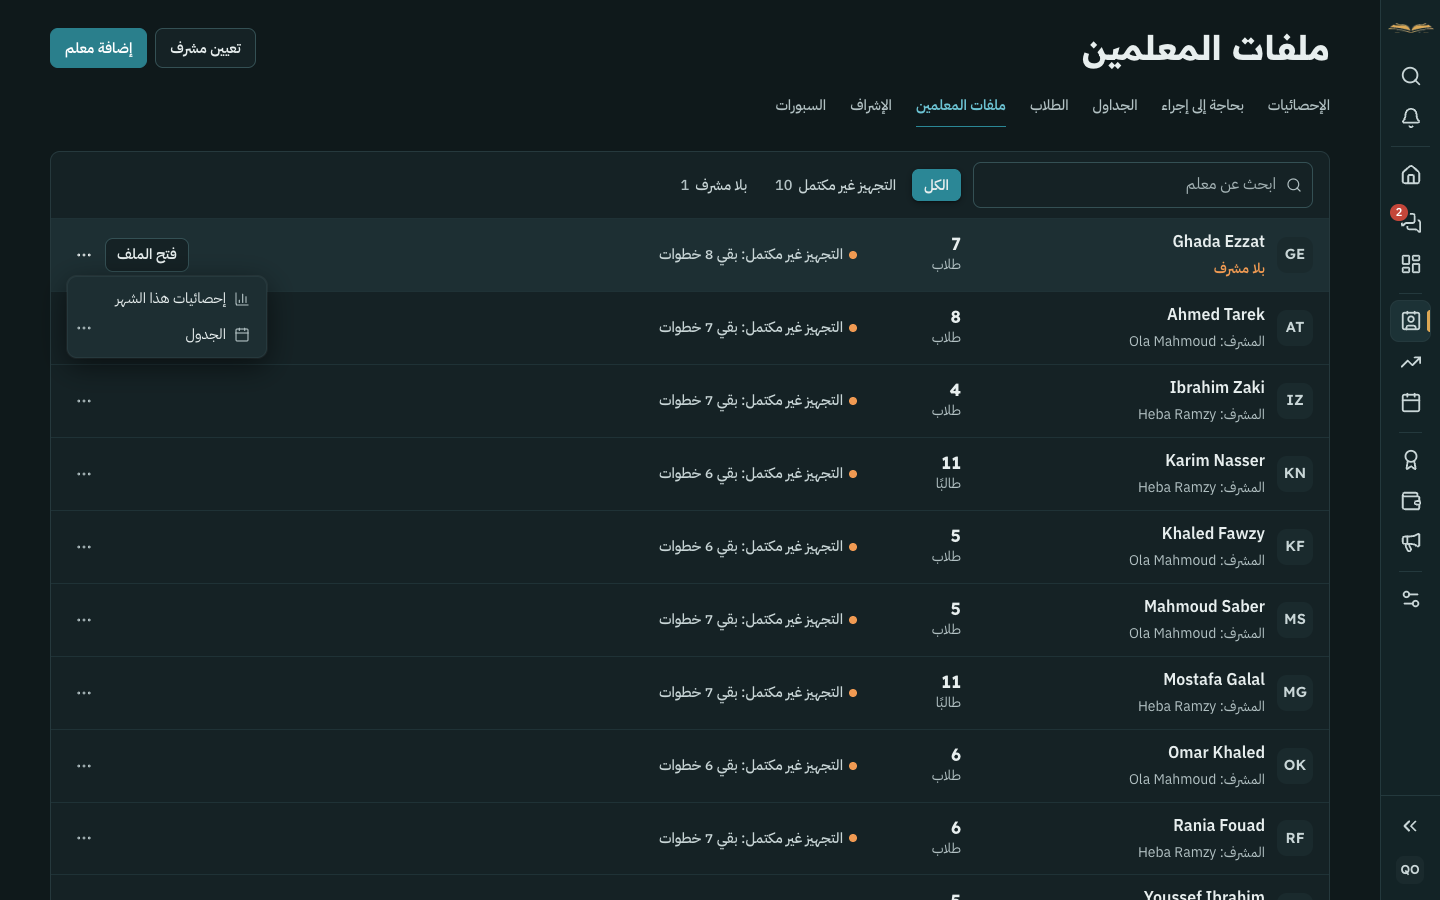 ملفات المعلمين
تعيين مشرف
إضافة معلم
الإحصائيات
بحاجة إلى إجراء
الجداول
الطلاب
ملفات المعلمين
الإشراف
السبورات
ابحث عن معلم
الكل
التجهيز غير مكتمل 10
بلا مشرف 1
GE
Ghada Ezzat
بلا مشرف
7
طلاب
التجهيز غير مكتمل: بقي 8 خطوات
فتح الملف
إحصائيات هذا الشهر
الجدول
AT
Ahmed Tarek
المشرف: Ola Mahmoud
8
طلاب
التجهيز غير مكتمل: بقي 7 خطوات
IZ
Ibrahim Zaki
المشرف: Heba Ramzy
4
طلاب
التجهيز غير مكتمل: بقي 7 خطوات
KN
Karim Nasser
المشرف: Heba Ramzy
11
طالبًا
التجهيز غير مكتمل: بقي 6 خطوات
KF
Khaled Fawzy
المشرف: Ola Mahmoud
5
طلاب
التجهيز غير مكتمل: بقي 6 خطوات
MS
Mahmoud Saber
المشرف: Ola Mahmoud
5
طلاب
التجهيز غير مكتمل: بقي 7 خطوات
MG
Mostafa Galal
المشرف: Heba Ramzy
11
طالبًا
التجهيز غير مكتمل: بقي 7 خطوات
OK
Omar Khaled
المشرف: Ola Mahmoud
6
طلاب
التجهيز غير مكتمل: بقي 6 خطوات
RF
Rania Fouad
المشرف: Heba Ramzy
6
طلاب
التجهيز غير مكتمل: بقي 7 خطوات
Youssef Ibrahim
5
2
QO